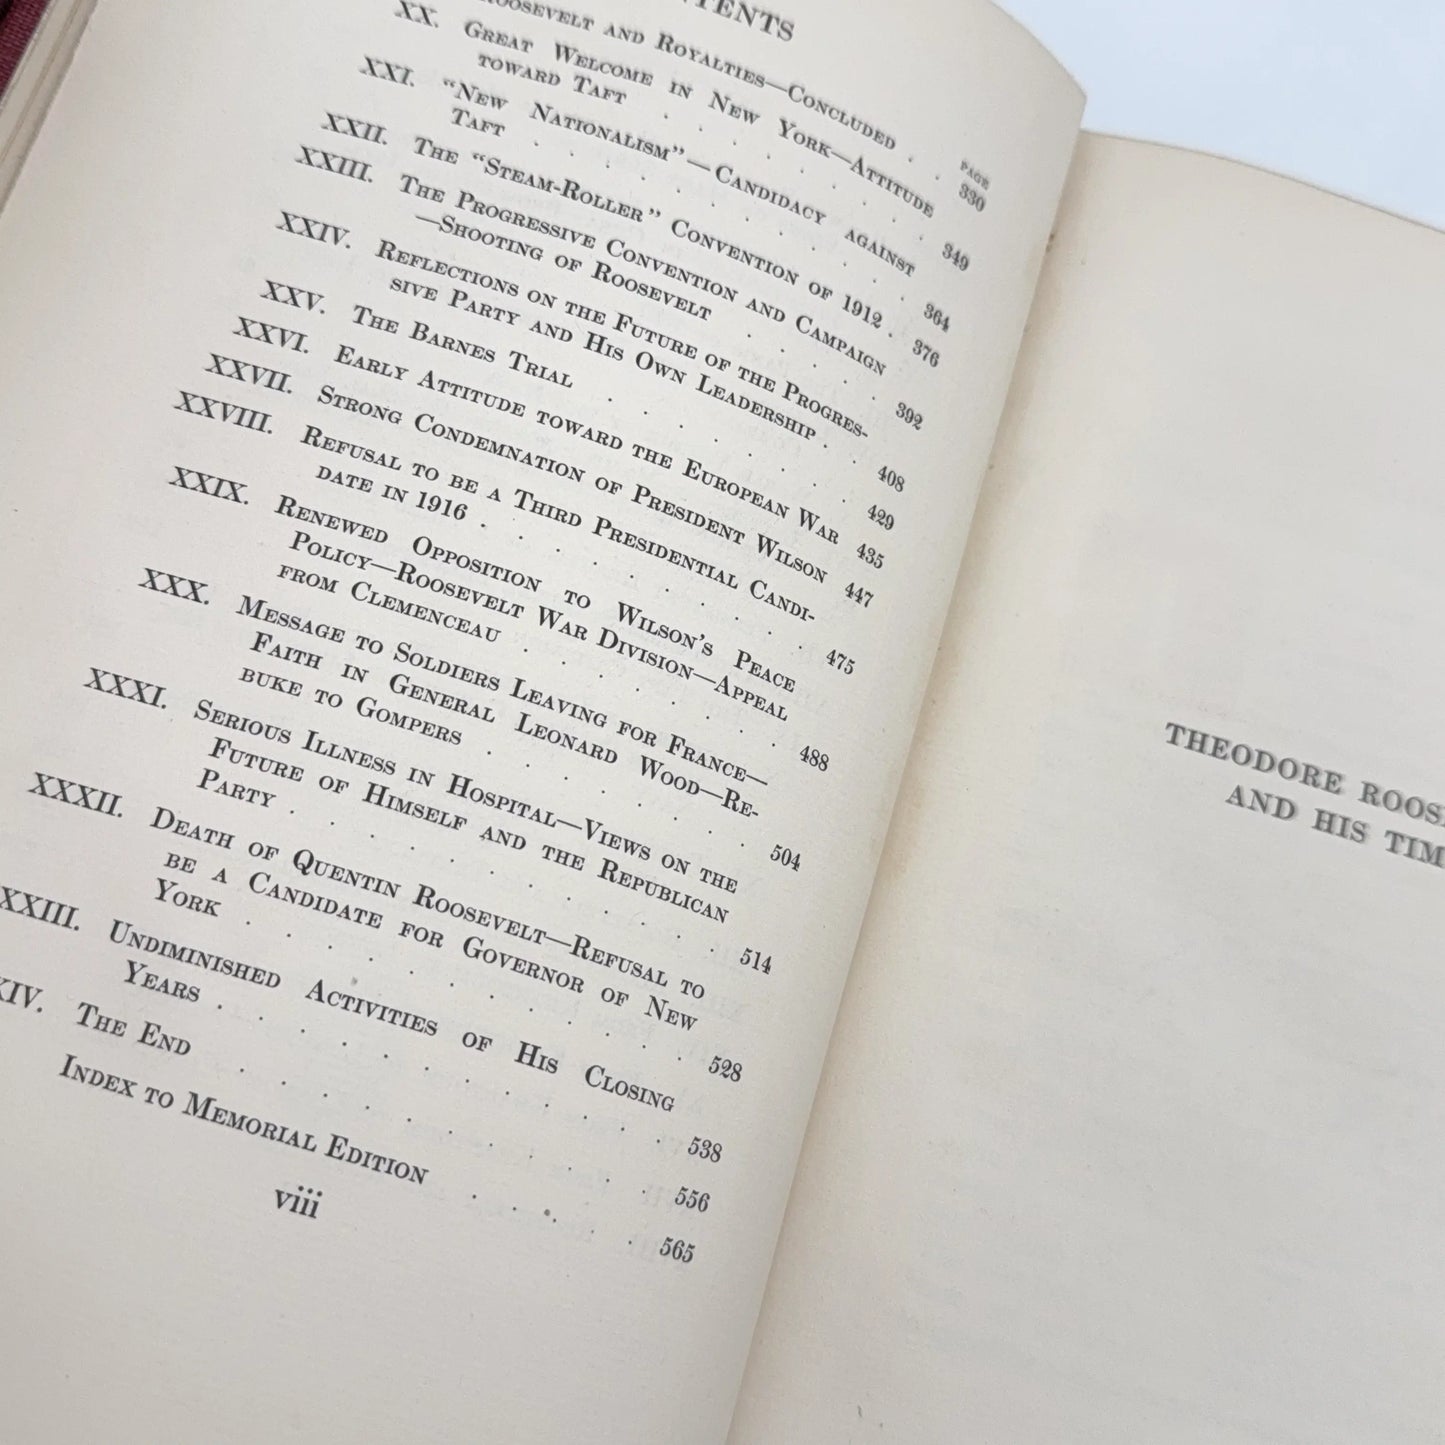 ROOSEVELT AND ROYALTIES—CONCLUDED . .
PAGE
330
XX. GREAT WELCOME IN NEW YORK—ATTITUDE
TOWARD TAFT . . . . . . . . 349
XXI. "NEW NATIONALISM"—CANDIDACY AGAINST
TAFT . . . . . . . . . . 364
XXII. THE "STEAM-ROLLER" CONVENTION OF 1912 . 376
XXIII. THE PROGRESSIVE CONVENTION AND CAMPAIGN
—SHOOTING OF ROOSEVELT . . . . . 392
XXIV. REFLECTIONS ON THE FUTURE OF THE PROGRES-
SIVE PARTY AND HIS OWN LEADERSHIP . . 408
XXV. THE BARNES TRIAL . . . . . . . 429
XXVI. EARLY ATTITUDE TOWARD THE EUROPEAN WAR 435
XXVII. STRONG CONDEMNATION OF PRESIDENT WILSON 447
XXVIII. REFUSAL TO BE A THIRD PRESIDENTIAL CANDI-
DATE IN 1916 . . . . . . . . . 475
XXIX. RENEWED OPPOSITION TO WILSON'S PEACE
POLICY—ROOSEVELT WAR DIVISION—APPEAL
FROM CLEMENCEAU . . . . . . . 488
XXX. MESSAGE TO SOLDIERS LEAVING FOR FRANCE—
FAITH IN GENERAL LEONARD WOOD—RE-
BUKE TO GOMPERS . . . . . . . 504
XXXI. SERIOUS ILLNESS IN HOSPITAL—VIEWS ON THE
FUTURE OF HIMSELF AND THE REPUBLICAN
PARTY . . . . . . . . . . . 514
XXXII. DEATH OF QUENTIN ROOSEVELT—REFUSAL TO
BE A CANDIDATE FOR GOVERNOR OF NEW
YORK . . . . . . . . . . . 528
XXIII. UNDIMINISHED ACTIVITIES OF HIS CLOSING
YEARS . . . . . . . . . . . 538
XIV. THE END . . . . . . . . . . 556
INDEX TO MEMORIAL EDITION . . . . . 565
viii
THEODORE ROOS
AND HIS TIM